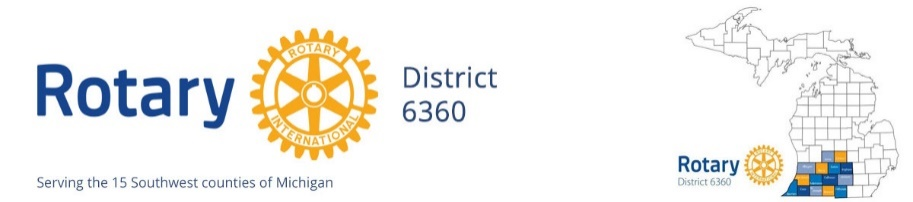 Rotary
ROTARY
INTERNATIONAL
District
6360
Serving the 15 Southwest counties of Michigan
Rotary
District 6360